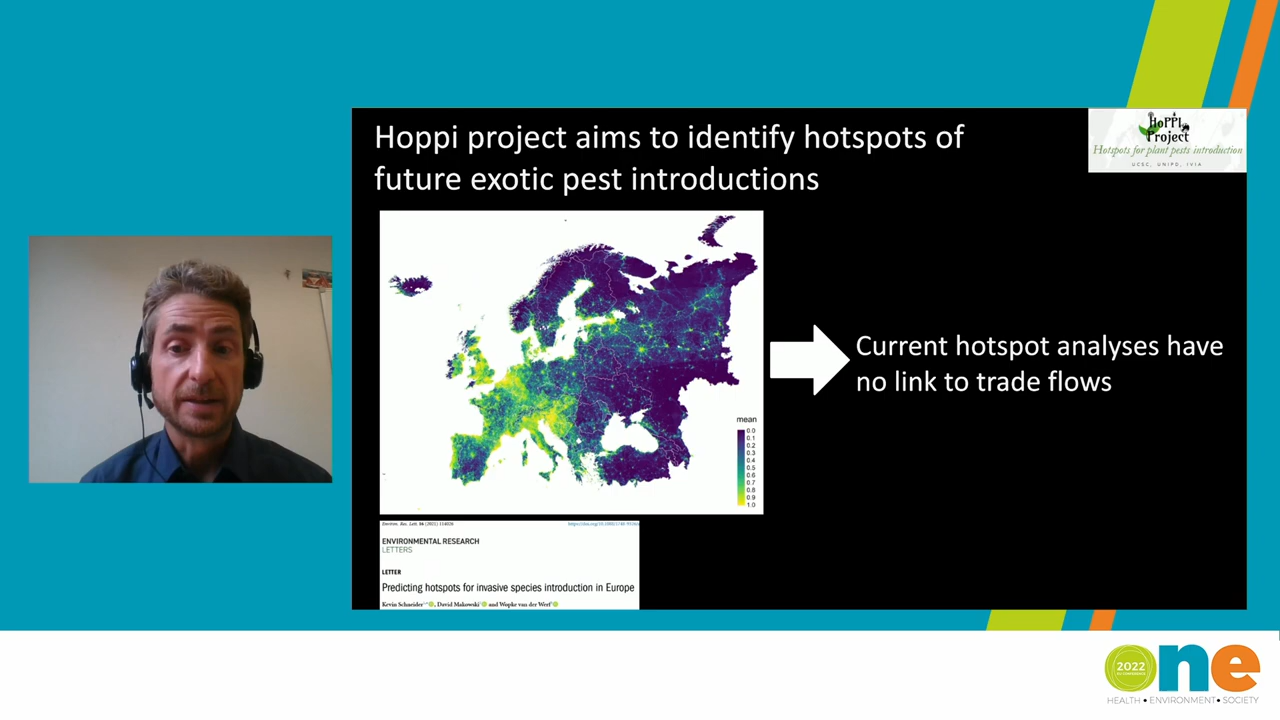 Hoppi project aims to identify hotspots of
future exotic pest introductions
HoPPI
Project
Hotspots for plant pests introduction
UCSC, UNIPD, IVIA
Current hotspot analyses have
no link to trade flows
mean
0.0
0.1
0.2
0.3
0.4
0.5
0.6
0.7
0.8
0.9
1.0
ENVIRONMENTAL RESEARCH
LETTERS
LETTER
Predicting hotspots for invasive species introduction in Europe
Kevin Schneider, David Makowski and Wopke van der Werf
2022
one
HEALTH • ENVIRONMENT • SOCIETY